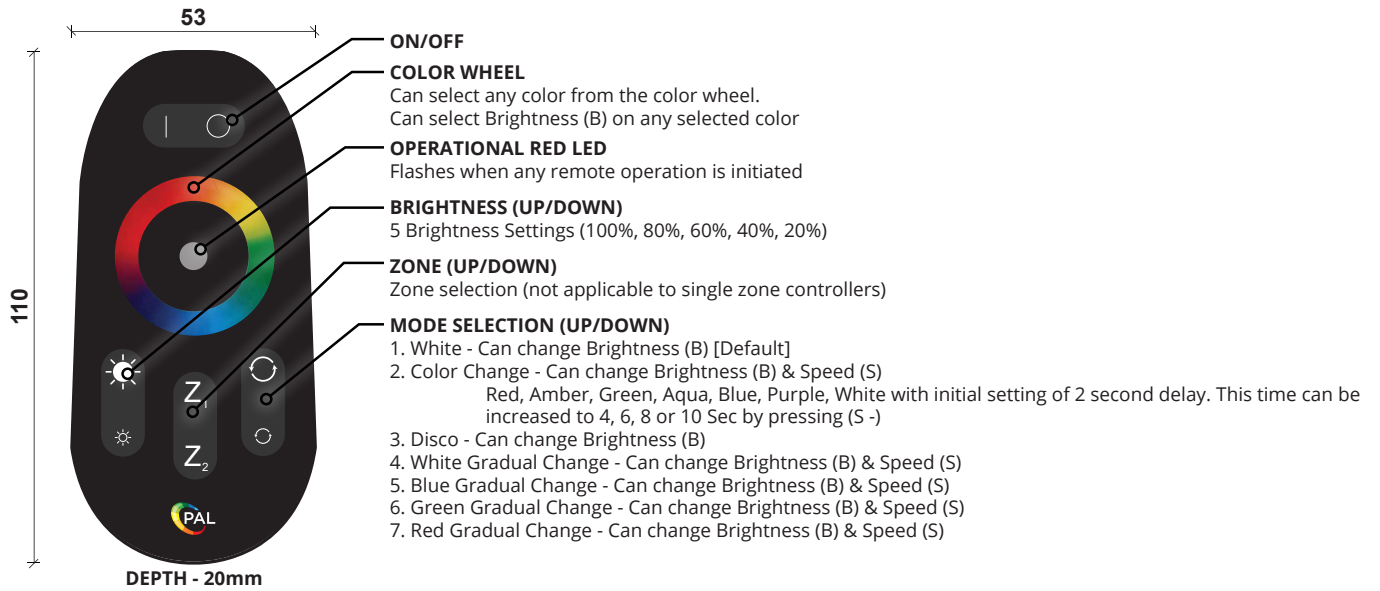 53
110
ON/OFF
COLOR WHEEL
Can select any color from the color wheel.
Can select Brightness (B) on any selected color
OPERATIONAL RED LED
Flashes when any remote operation is initiated
BRIGHTNESS (UP/DOWN)
5 Brightness Settings (100%, 80%, 60%, 40%, 20%)
ZONE (UP/DOWN)
Zone selection (not applicable to single zone controllers)
MODE SELECTION (UP/DOWN)
1. White - Can change Brightness (B) [Default]
2. Color Change - Can change Brightness (B) & Speed (S)
Red, Amber, Green, Aqua, Blue, Purple, White with initial setting of 2 second delay. This time can be
increased to 4, 6, 8 or 10 Sec by pressing (S -)
3. Disco - Can change Brightness (B)
4. White Gradual Change - Can change Brightness (B) & Speed (S)
5. Blue Gradual Change - Can change Brightness (B) & Speed (S)
6. Green Gradual Change - Can change Brightness (B) & Speed (S)
7. Red Gradual Change - Can change Brightness (B) & Speed (S)
Z1
Z2
PAL
DEPTH - 20mm